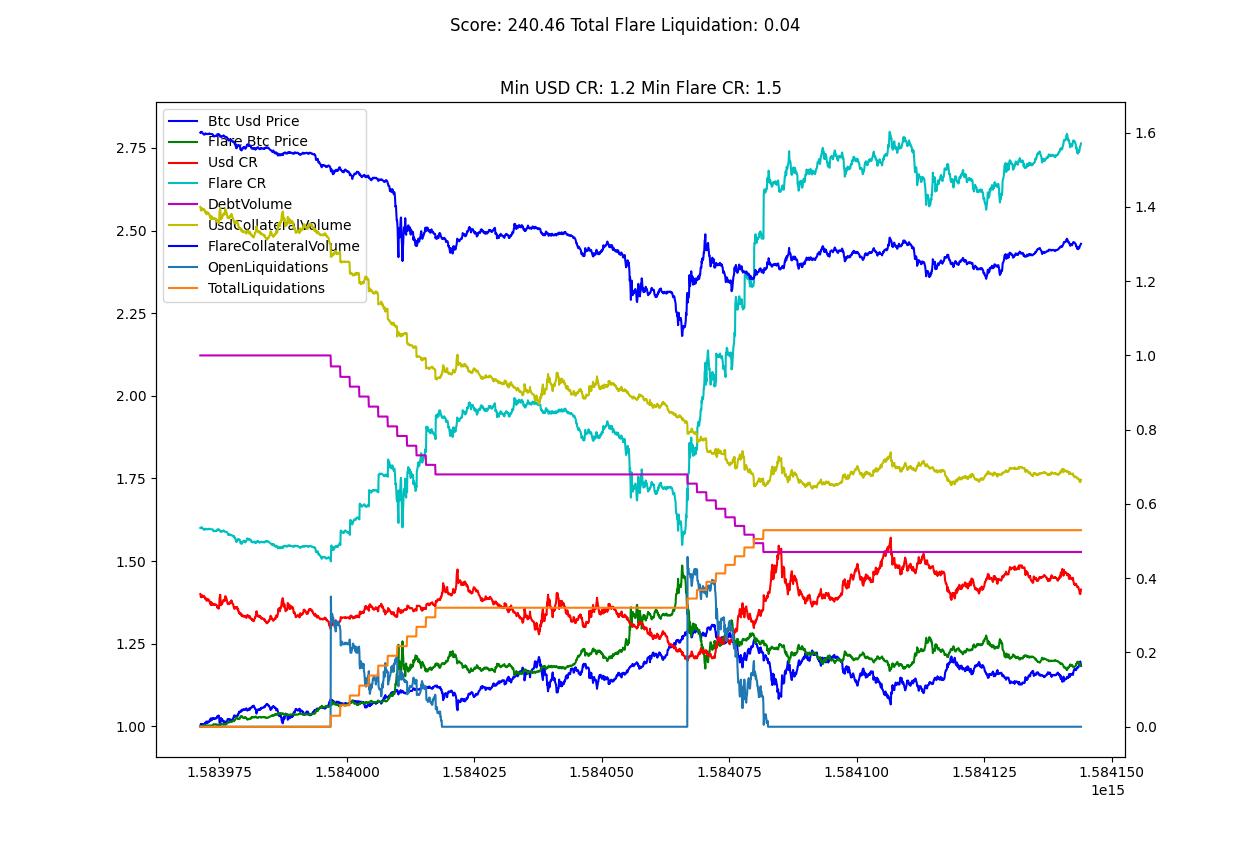 Score: 240.46 Total Flare Liquidation: 0.04
Min USD CR: 1.2 Min Flare CR: 1.5
Btc Usd Price
Flare Btc Price
Usd CR
Flare CR
DebtVolume
UsdCollateralVolume
FlareCollateralVolume
OpenLiquidations
TotalLiquidations
2.75
2.50
2.25
2.00
1.75
1.50
1.25
1.00
1.6
1.4
1.2
1.0
0.8
0.6
0.4
0.2
0.0
1.583975 1.584000 1.584025 1.584050 1.584075 1.584100 1.584125 1.584150
1e15